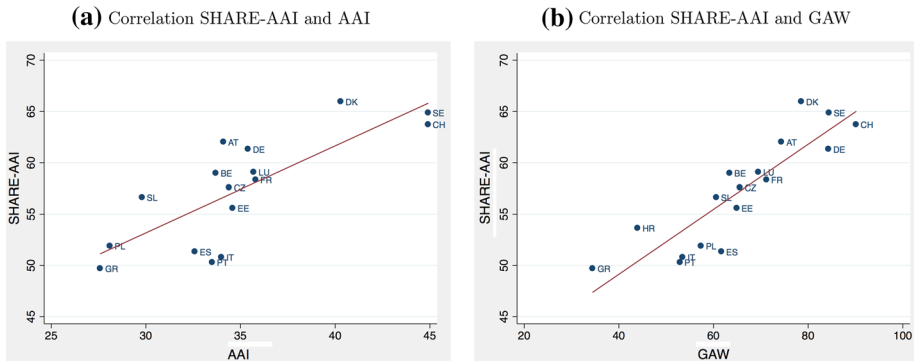 (a) Correlation SHARE-AAI and AAI
70
65
60
55
50
45
SHARE-AAI
DK
SE
CH
AT
DE
BE
LU
FR
CZ
SL
EE
PL
ES
IT
PT
GR
25 30 35 40 45
AAI
(b) Correlation SHARE-AAI and GAW
70
65
60
55
50
45
SHARE-AAI
DK
SE
CH
AT
DE
BE
LU
FR
CZ
SL
EE
HR
PL
ES
IT
PT
GR
20 40 60 80 100
GAW